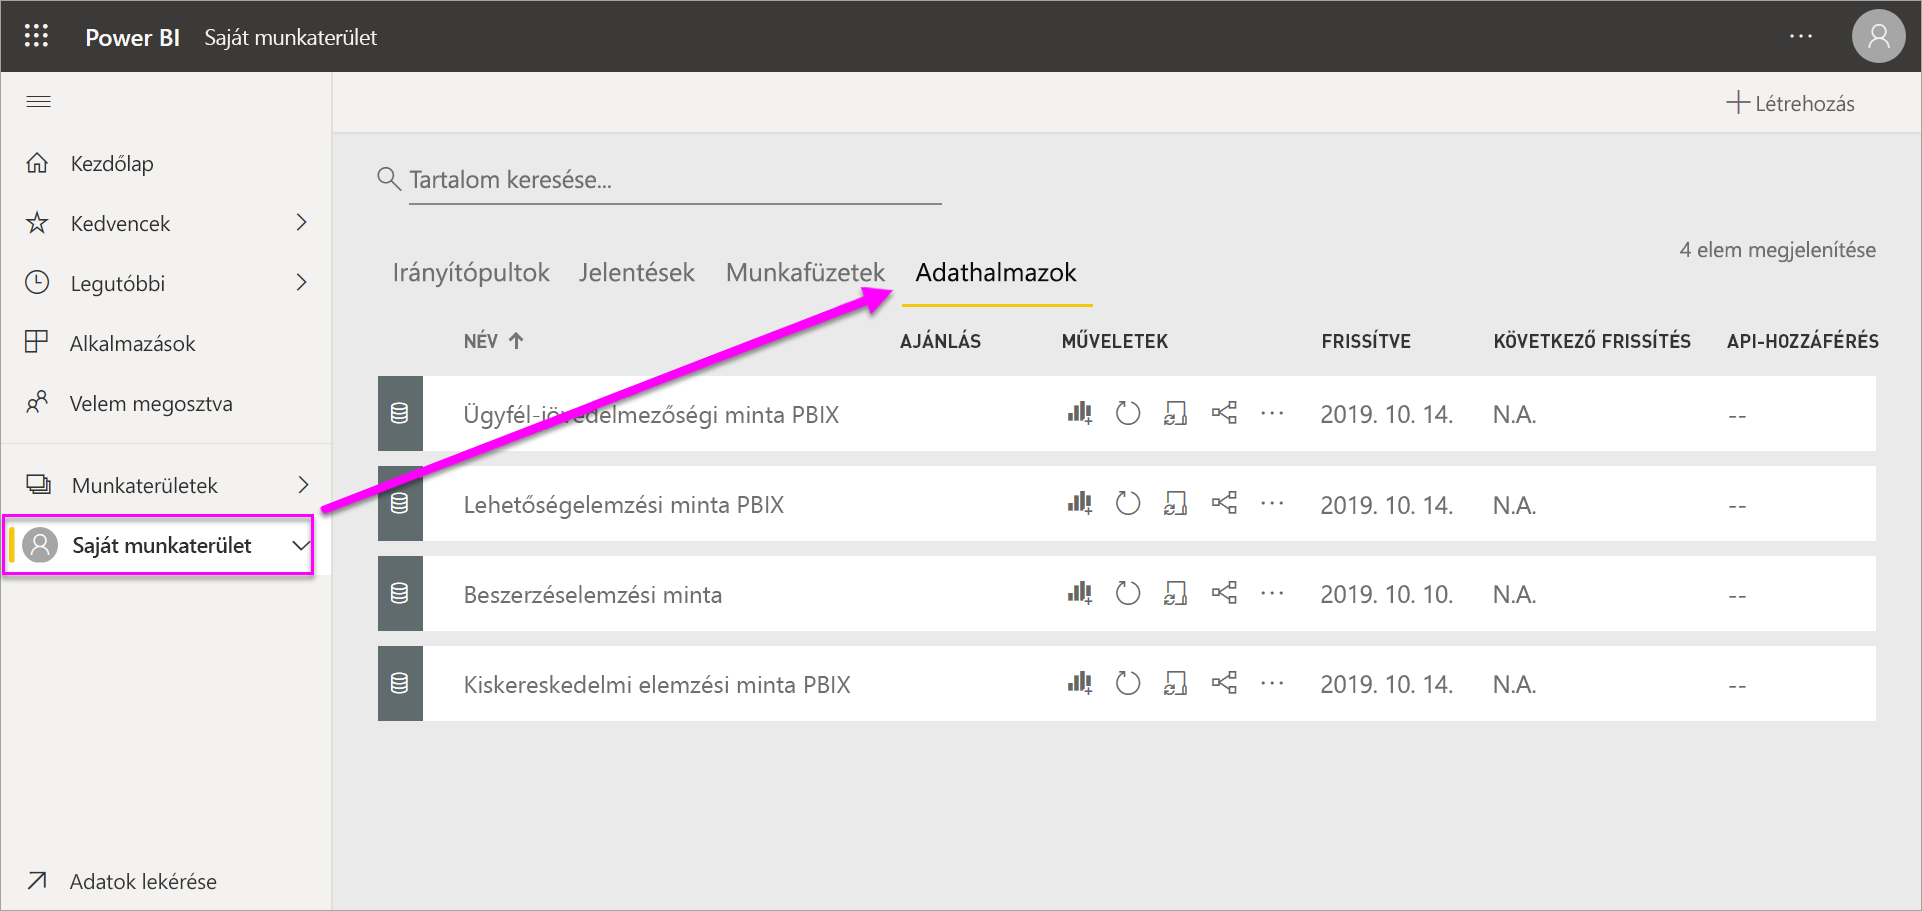 Power BI Saját munkaterület
Létrehozás
Kezdőlap
Kedvencek
Legutóbbi
Alkalmazások
Velem megosztva
Munkaterületek
Saját munkaterület
Adatok lekérése
Tartalom keresése...
4 elem megjelenítése
Irányítópultok Jelentések Munkafüzetek Adathalmazok
NÉV AJÁNLÁS MŰVELETEK FRISSÍTVE KÖVETKEZŐ FRISSÍTÉS API-HOZZÁFÉRÉS
Ügyfél-jövedelmezőségi minta PBIX 2019. 10. 14. N.A. --
Lehetőségelemzési minta PBIX 2019. 10. 14. N.A. --
Beszerzéselemzési minta 2019. 10. 10. N.A. --
Kiskereskedelmi elemzési minta PBIX 2019. 10. 14. N.A. --